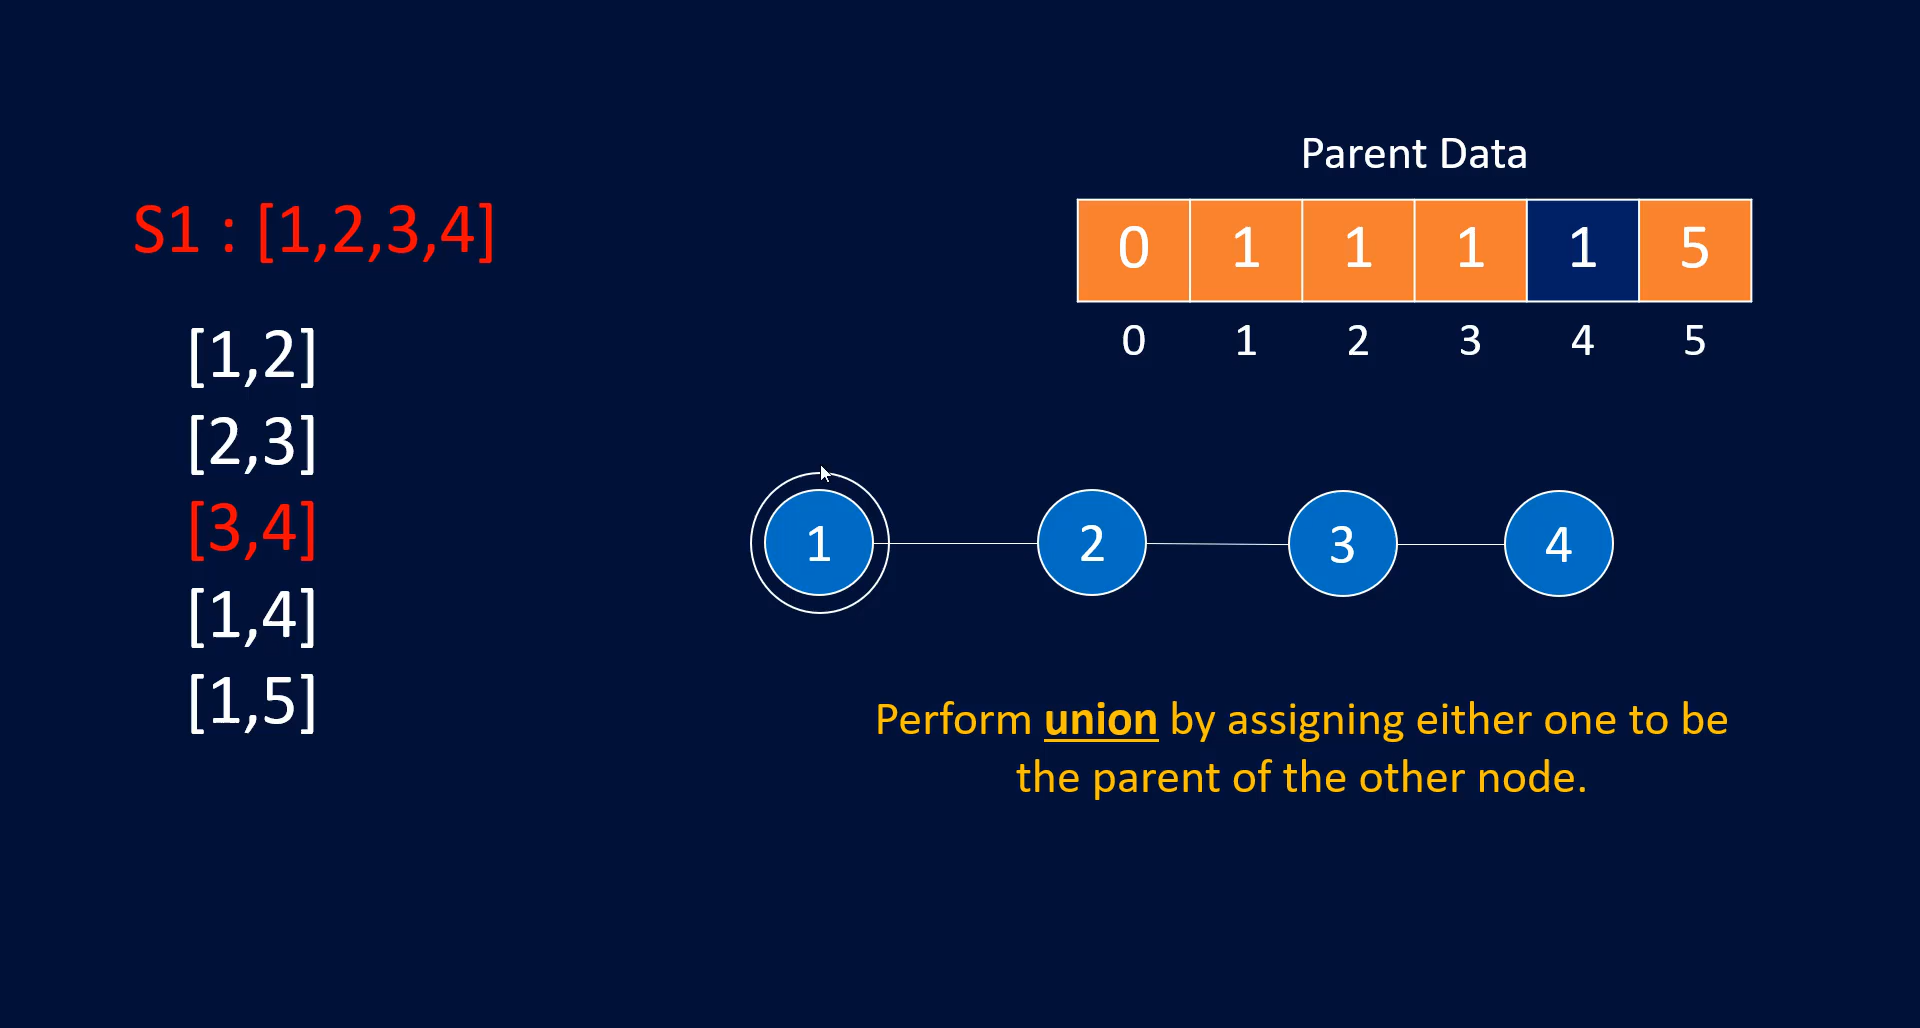 S1 : [1,2,3,4]
[1,2]
[2,3]
[3,4]
[1,4]
[1,5]
Parent Data
0 1 1 1 1 5
0 1 2 3 4 5
1 2 3 4
Perform union by assigning either one to be
the parent of the other node.